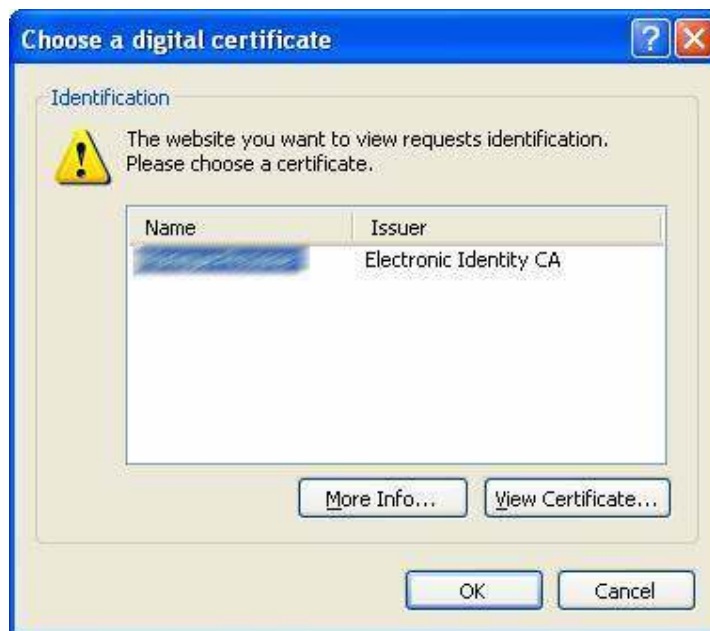 Choose a digital certificate
Identification
The website you want to view requests identification.
Please choose a certificate.
Name Issuer
Electronic Identity CA
More Info... View Certificate...
OK Cancel